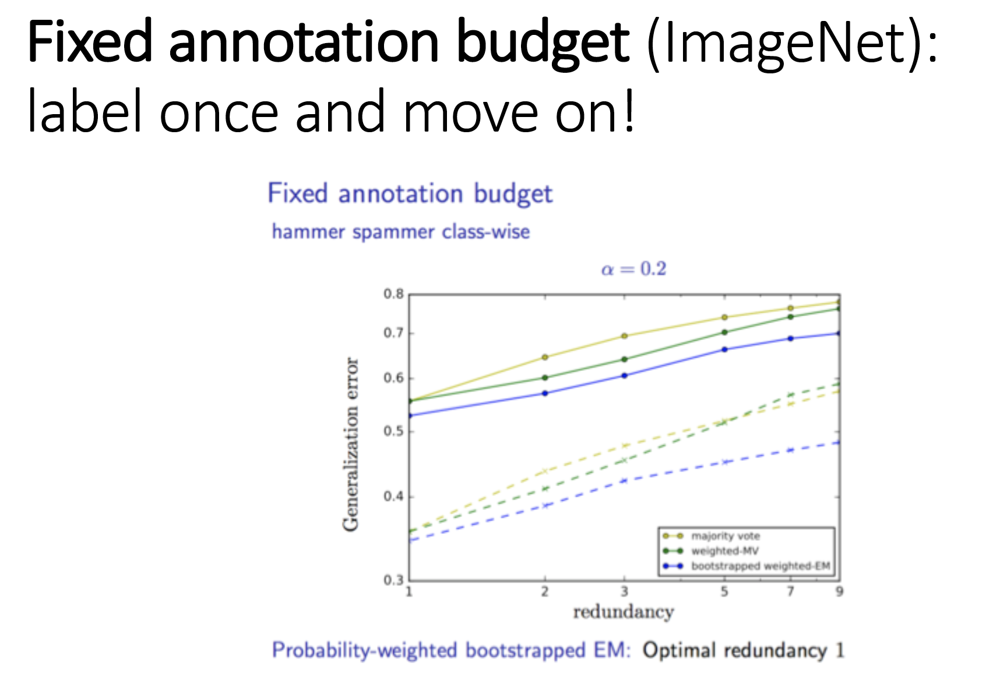 Fixed annotation budget (ImageNet):
label once and move on!
Fixed annotation budget
hammer spammer class-wise
α = 0.2
0.8
0.7
0.6
0.5
0.4
0.3
Generalization error
majority vote
weighted-MV
bootstrapped weighted-EM
1 2 3 5 7 9
redundancy
Probability-weighted bootstrapped EM: Optimal redundancy 1